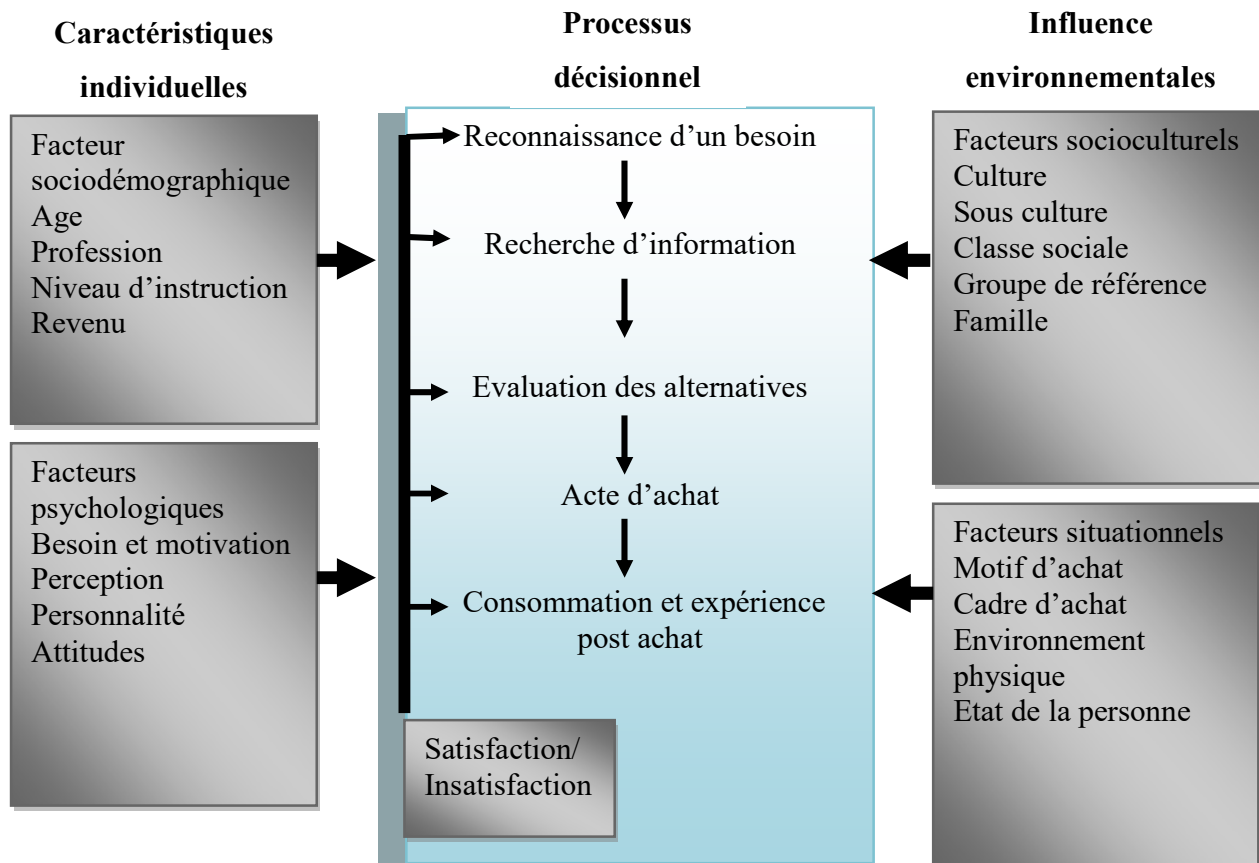 Caractéristiques
individuelles
Facteur
sociodémographique
Age
Profession
Niveau d’instruction
Revenu
Facteurs
psychologiques
Besoin et motivation
Perception
Personnalité
Attitudes
Processus
décisionnel
Reconnaissance d’un besoin
Recherche d’information
Evaluation des alternatives
Acte d’achat
Consommation et expérience
post achat
Satisfaction/
Insatisfaction
Influence
environnementales
Facteurs socioculturels
Culture
Sous culture
Classe sociale
Groupe de référence
Famille
Facteurs situationnels
Motif d’achat
Cadre d’achat
Environnement
physique
Etat de la personne